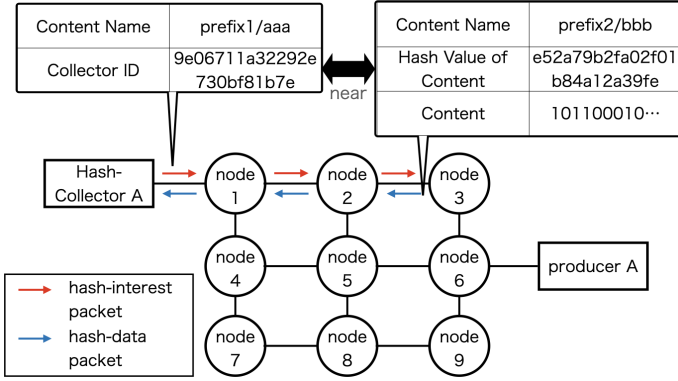 Content Name prefix1/aaa
Collector ID 9e06711a32292e
730bf81b7e
near
Content Name prefix2/bbb
Hash Value of e52a79b2fa02f01
Content b84a12a39fe
Content 101100010…
Hash-
Collector A
node
1
node
2
node
3
node
4
node
5
node
6
producer A
node
7
node
8
node
9
hash-interest
packet
hash-data
packet